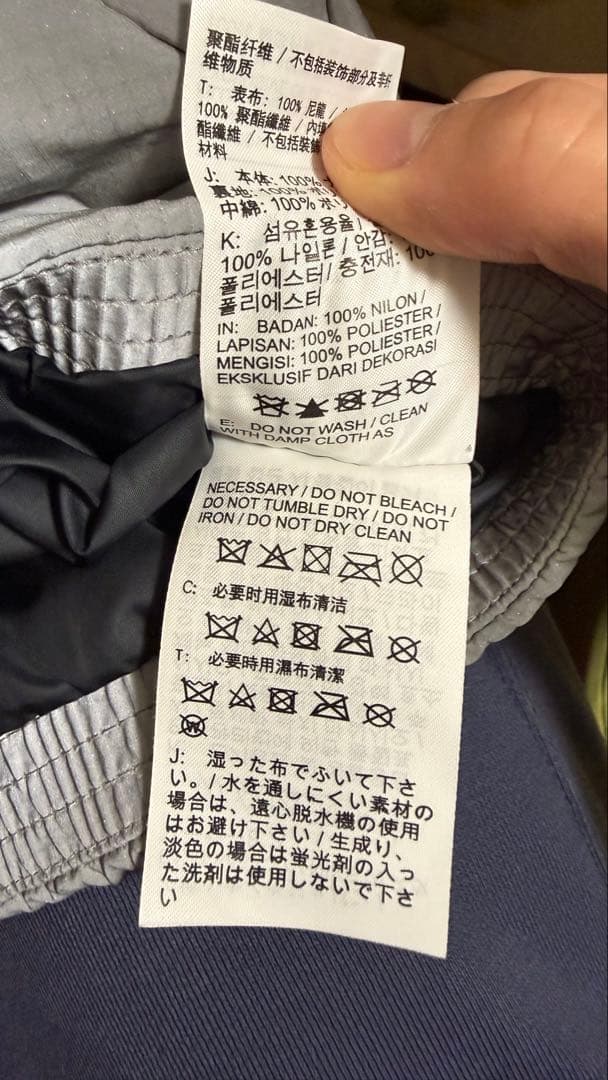 聚酯纤维 / 不包括装饰部分及非纤
维物质
T: 表布: 100% 尼龍 /
100% 聚酯纖維 / 內填
酯纖維 / 不包括裝飾
材料
J: 本体: 100%
裏地: 100% ポリ
中綿: 100% ポリ
K: 섬유혼용율/
100% 나일론 / 안감:
폴리에스터/ 충전재: 100
폴리에스터
IN: BADAN: 100% NILON /
LAPISAN: 100% POLIESTER /
MENGISI: 100% POLIESTER /
EKSKLUSIF DARI DEKORASI
E: DO NOT WASH / CLEAN
WITH DAMP CLOTH AS
NECESSARY / DO NOT BLEACH /
DO NOT TUMBLE DRY / DO NOT
IRON / DO NOT DRY CLEAN
C: 必要时用湿布清洁
T: 必要時用濕布清潔
W
J: 湿った布でふいて下さ
い。/ 水を通しにくい素材の
場合は、遠心脱水機の使用
はお避け下さい / 生成り、
淡色の場合は蛍光剤の入っ
た洗剤は使用しないで下さ
い